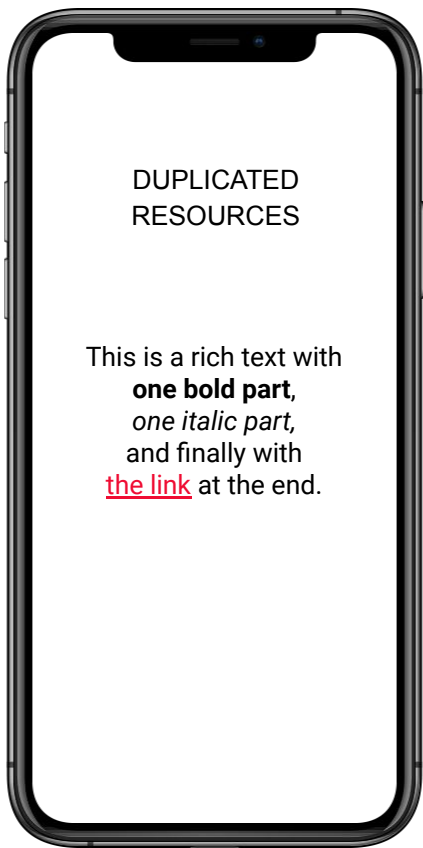 DUPLICATED
RESOURCES
This is a rich text with
one bold part,
one italic part,
and finally with
the link at the end.